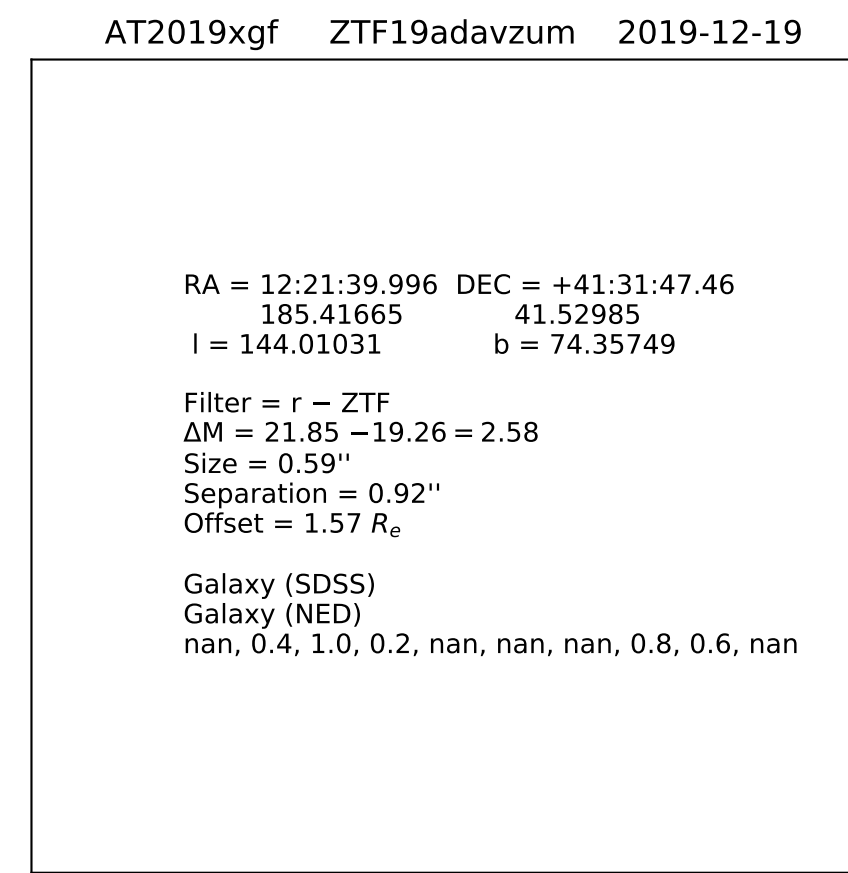 AT2019xgf ZTF19adavzum 2019-12-19
RA = 12:21:39.996 DEC = +41:31:47.46
185.41665 41.52985
l = 144.01031 b = 74.35749
Filter = r − ZTF
ΔM = 21.85 −19.26 = 2.58
Size = 0.59''
Separation = 0.92''
Offset = 1.57 Re
Galaxy (SDSS)
Galaxy (NED)
nan, 0.4, 1.0, 0.2, nan, nan, nan, 0.8, 0.6, nan